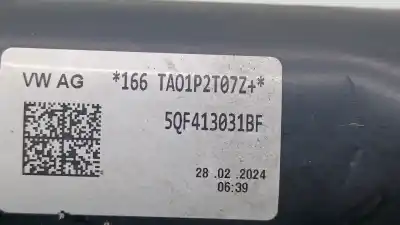 VW AG *166 TA01P2T07Z+*
5QF413031BF
28 .02 .2024
06:39